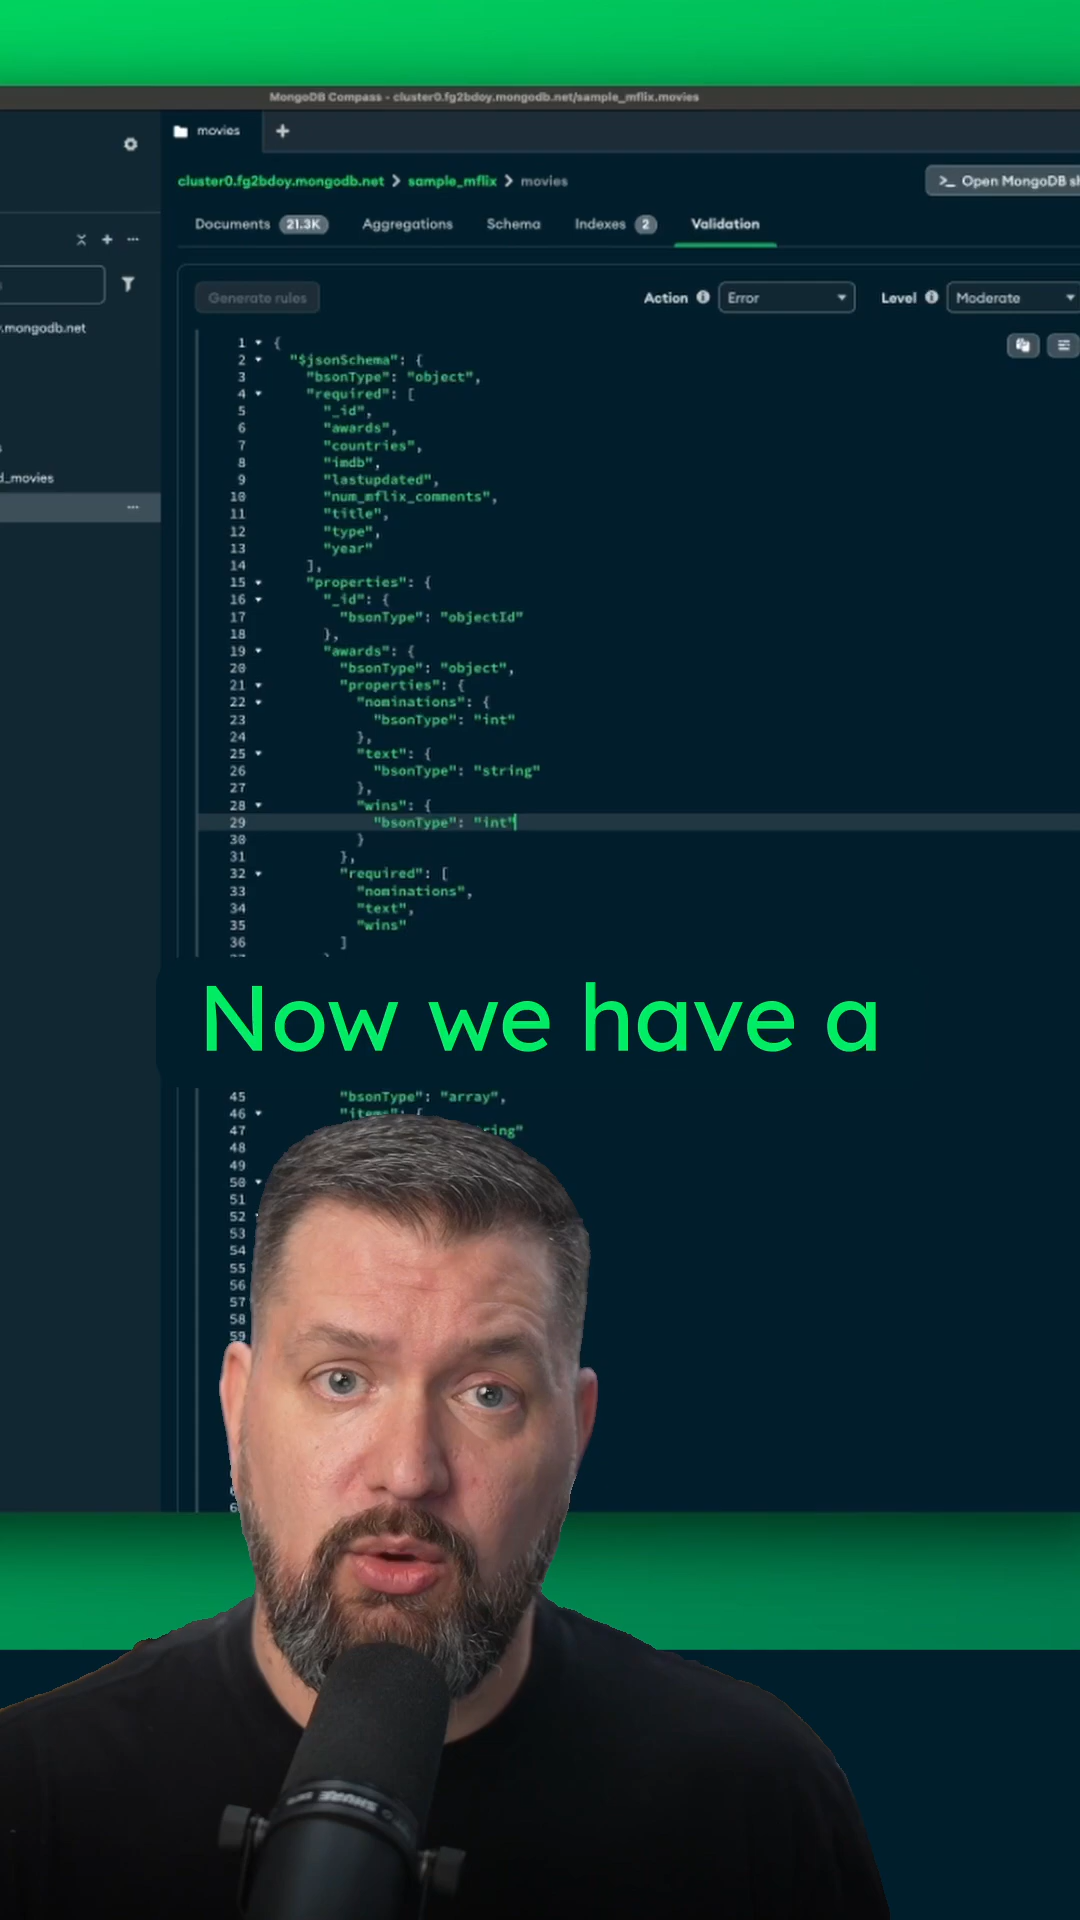 MongoDB Compass - cluster0.fg2bdoy.mongodb.net/sample_mflix.movies
movies +
cluster0.fg2bdoy.mongodb.net > sample_mflix > movies
>_ Open MongoDB sh
Documents 21.3K Aggregations Schema Indexes 2 Validation
Generate rules Action Error Level Moderate
.mongodb.net
d_movies
1 {
2 "$jsonSchema": {
3 "bsonType": "object",
4 "required": [
5 "_id",
6 "awards",
7 "countries",
8 "imdb",
9 "lastupdated",
10 "num_mflix_comments",
11 "title",
12 "type",
13 "year"
14 ],
15 "properties": {
16 "_id": {
17 "bsonType": "objectId"
18 },
19 "awards": {
20 "bsonType": "object",
21 "properties": {
22 "nominations": {
23 "bsonType": "int"
24 },
25 "text": {
26 "bsonType": "string"
27 },
28 "wins": {
29 "bsonType": "int"
30 }
31 },
32 "required": [
33 "nominations",
34 "text",
35 "wins"
36 ]
Now we have a
45 "bsonType": "array",
46 "items": {
47 ring"
48
49
50
51
52
53
54
55
56
57
58
59
SHURE